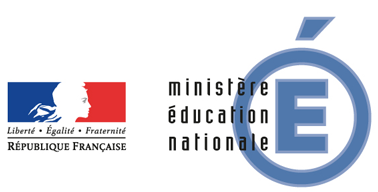 Liberté • Égalité • Fraternité
RÉPUBLIQUE FRANÇAISE
ministère
éducation
nationale
É